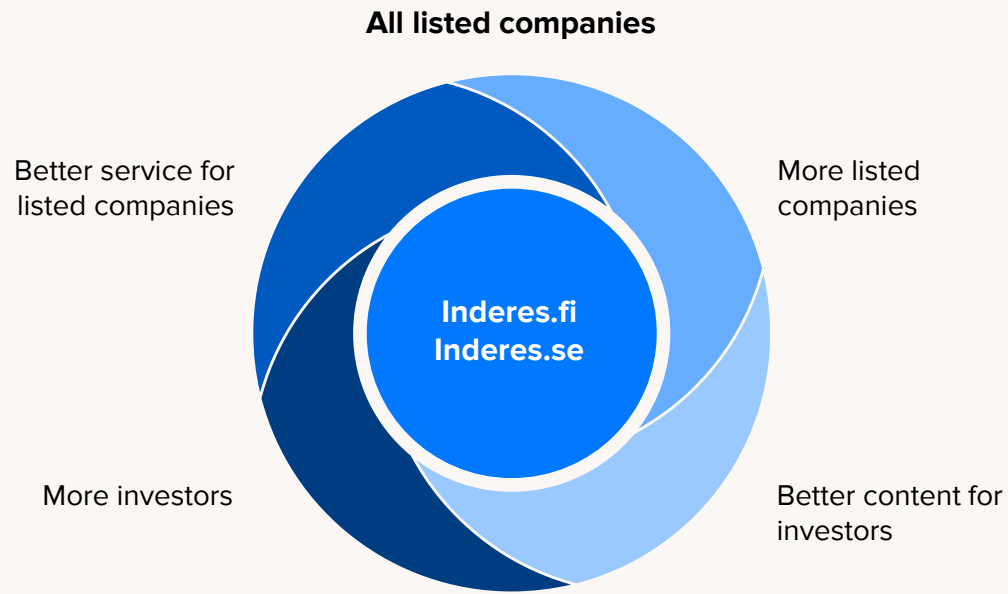 All listed companies
Better service for
listed companies
More listed
companies
Inderes.fi
Inderes.se
More investors
Better content for
investors